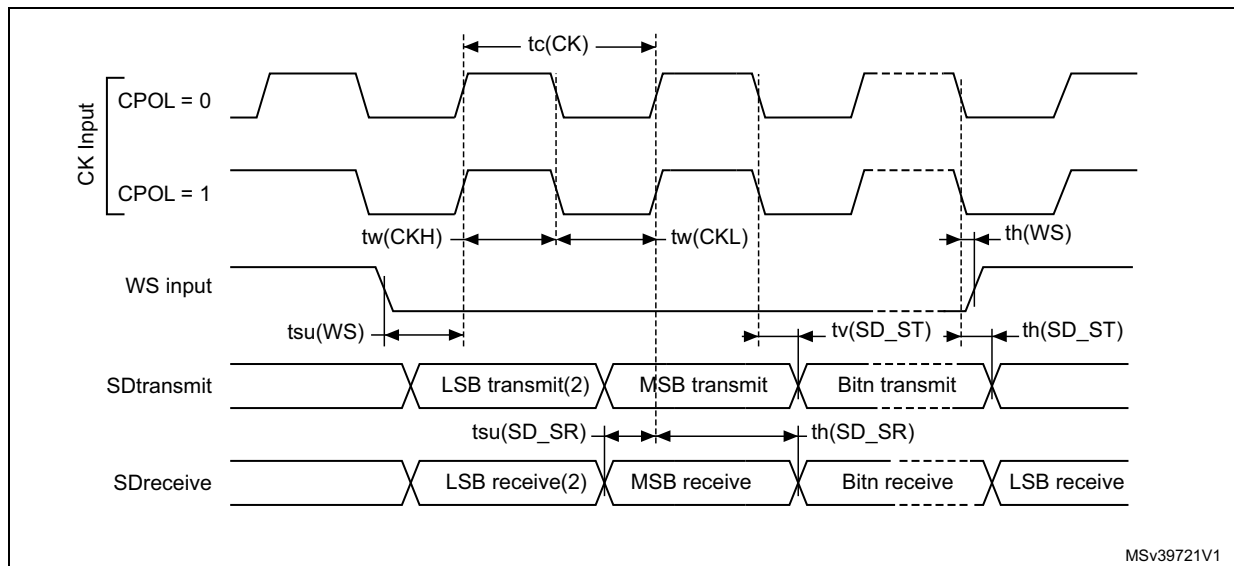 tc(CK)
CK Input
CPOL = 0
CPOL = 1
tw(CKH)
tw(CKL)
th(WS)
WS input
tsu(WS)
tv(SD_ST)
th(SD_ST)
SDtransmit
LSB transmit(2)
MSB transmit
Bitn transmit
tsu(SD_SR)
th(SD_SR)
SDreceive
LSB receive(2)
MSB receive
Bitn receive
LSB receive
MSv39721V1